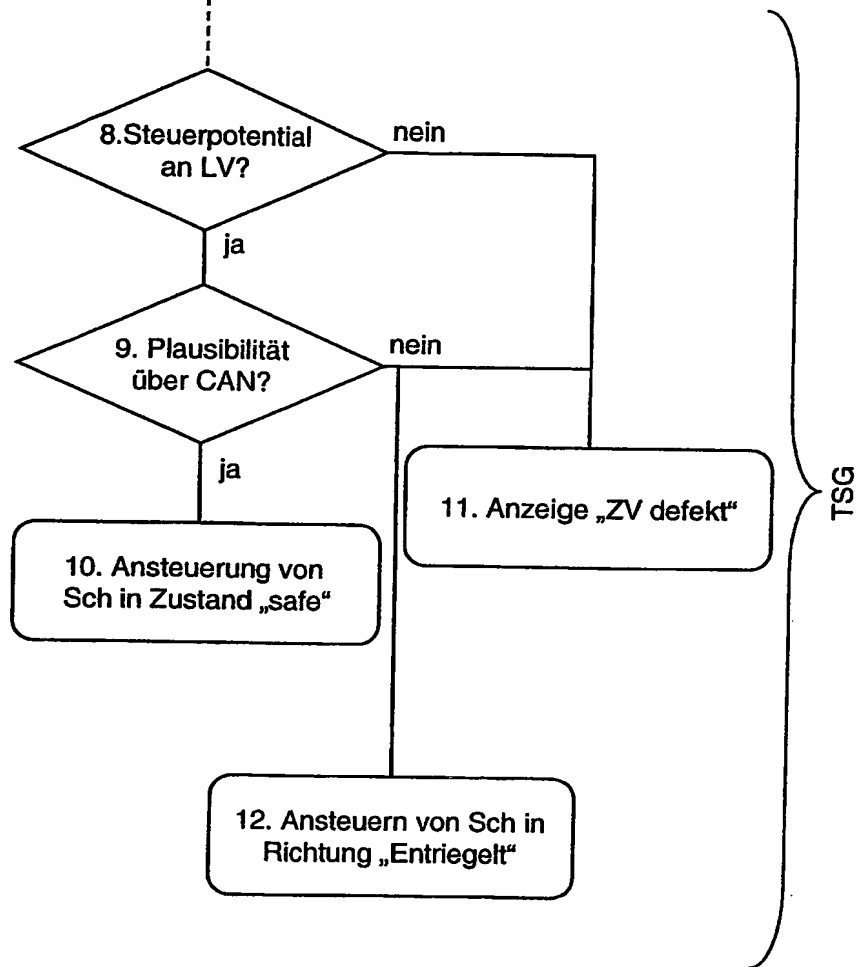 8.Steuerpotential
an LV?
nein
ja
9. Plausibilität
über CAN?
nein
ja
11. Anzeige „ZV defekt“
TSG
10. Ansteuerung von
Sch in Zustand „safe“
12. Ansteuern von Sch in
Richtung „Entriegelt“